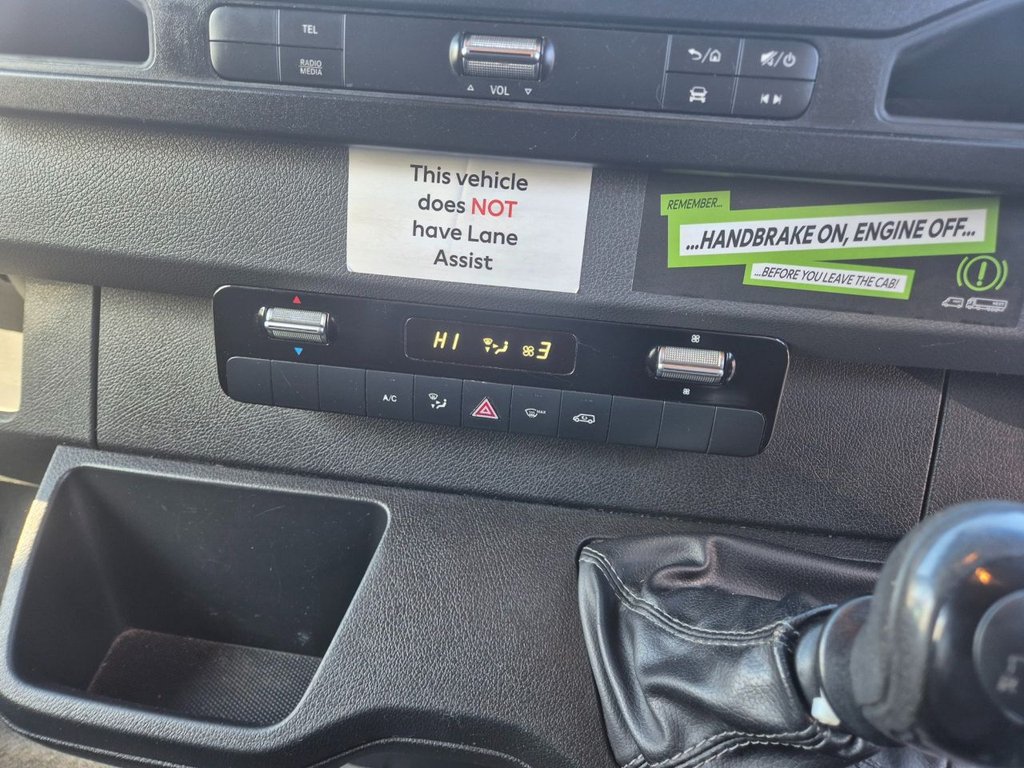 TEL
RADIO
MEDIA
VOL
This vehicle
does NOT
have Lane
Assist
REMEMBER...
...HANDBRAKE ON, ENGINE OFF...
...BEFORE YOU LEAVE THE CAB!
HI 3
A/C
MAX
R